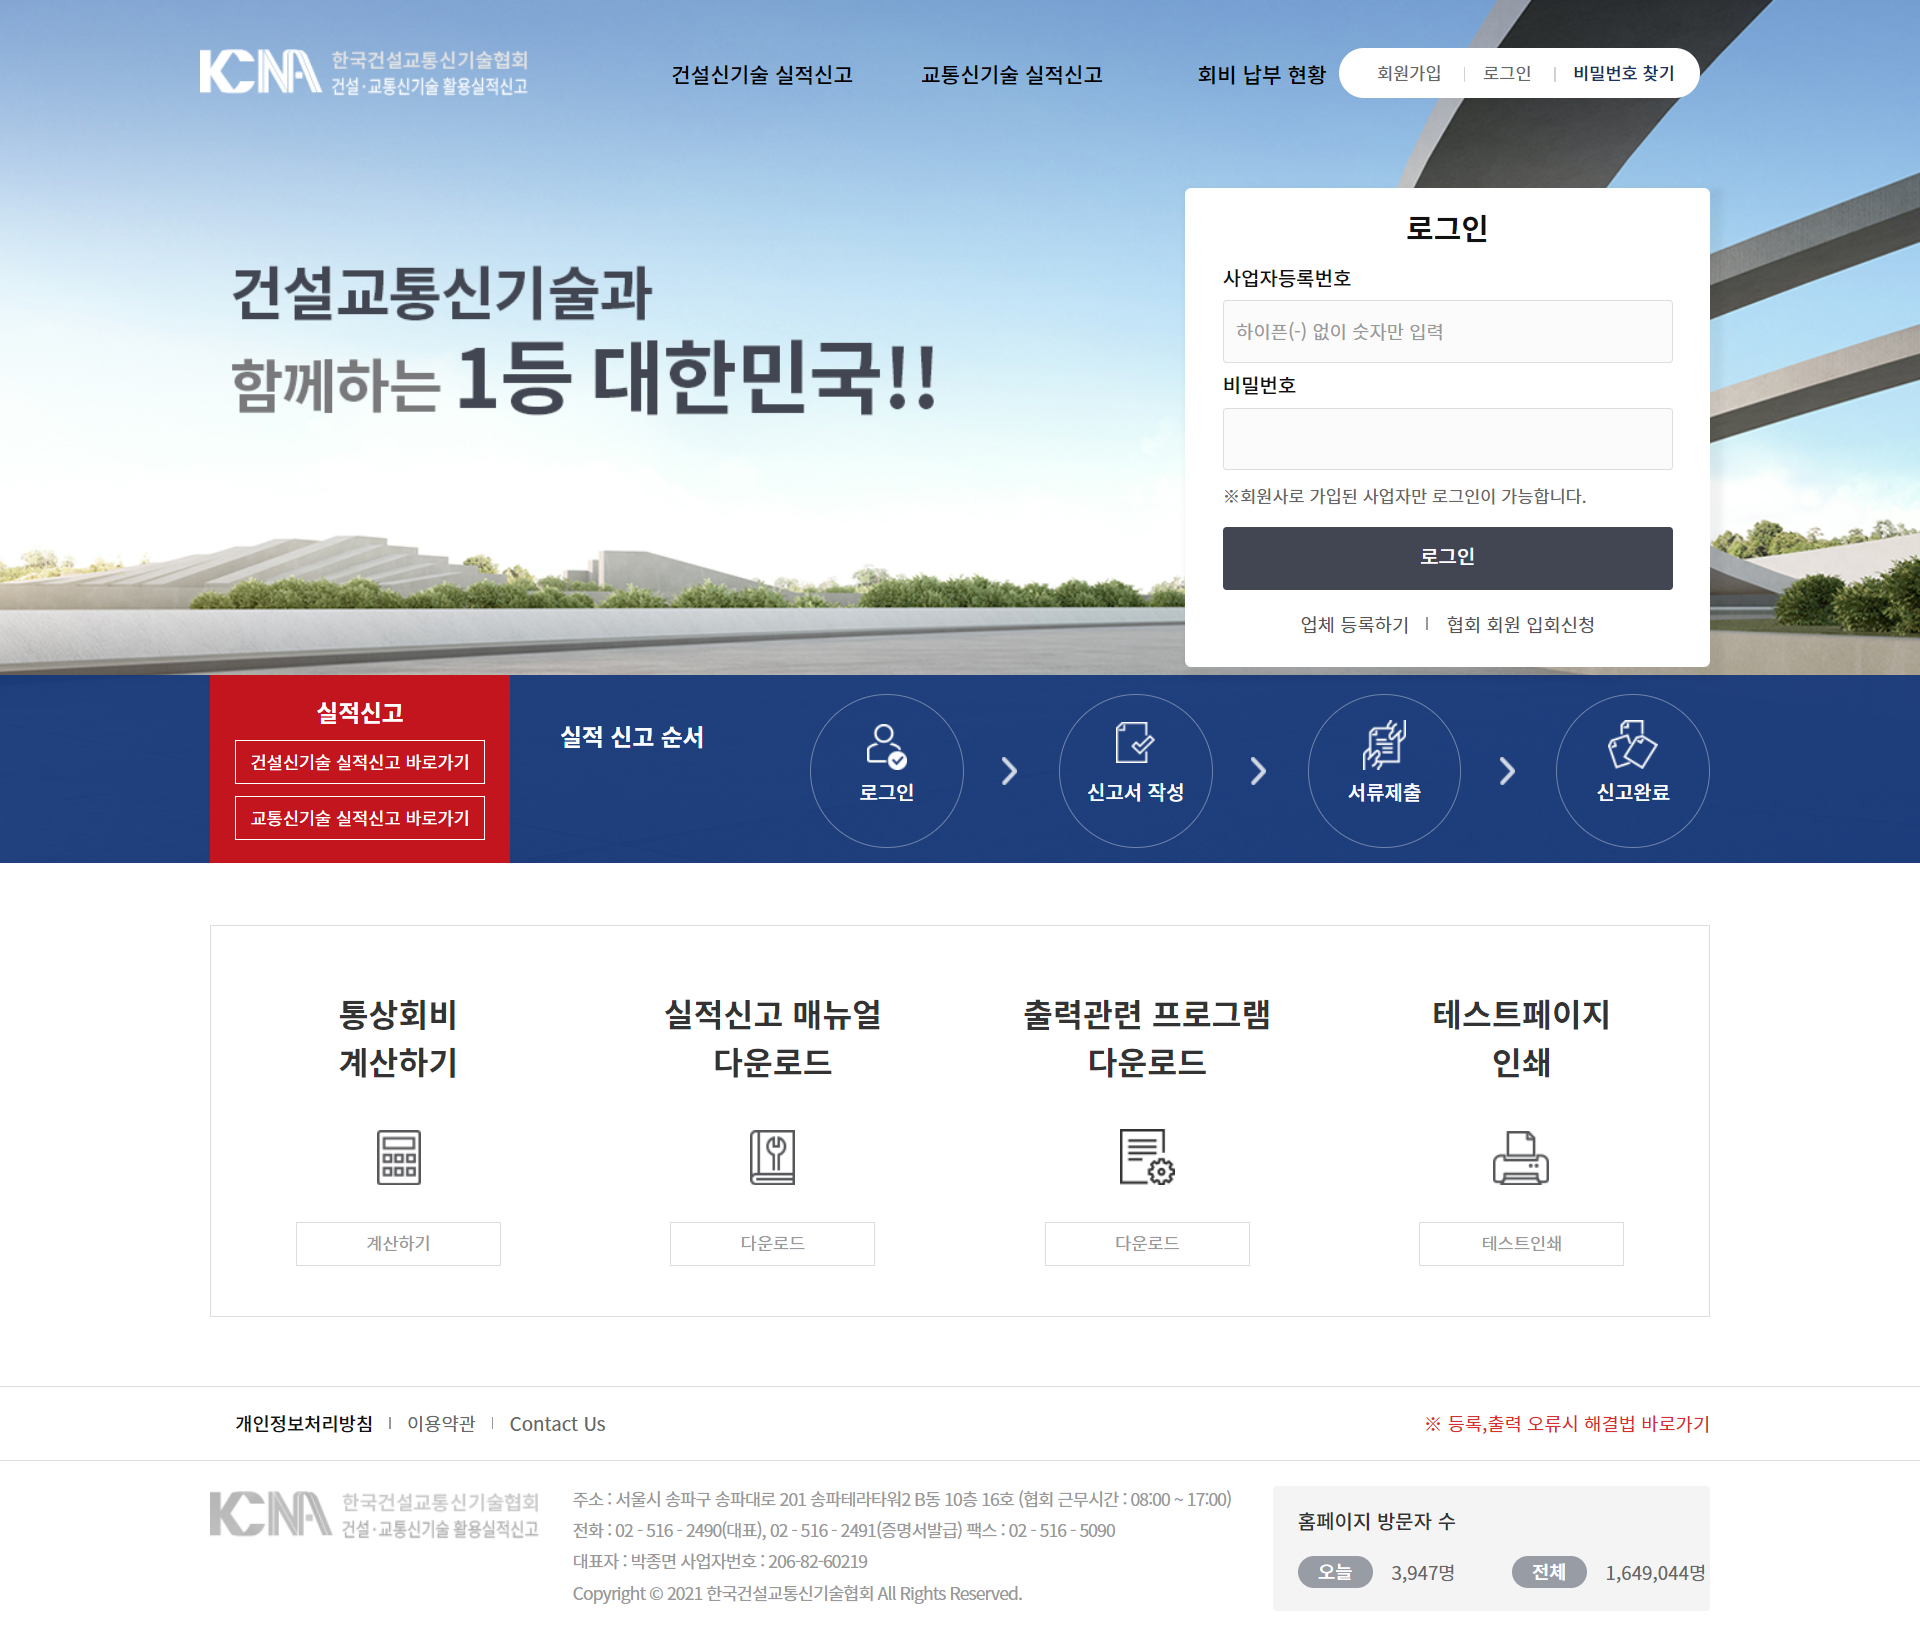 KCNA 한국건설교통신기술협회
건설·교통신기술 활용실적신고
건설신기술 실적신고
교통신기술 실적신고
회비 납부 현황
회원가입 | 로그인 | 비밀번호 찾기
건설교통신기술과
함께하는 1등 대한민국!!
로그인
사업자등록번호
하이픈(-) 없이 숫자만 입력
비밀번호
※회원사로 가입된 사업자만 로그인이 가능합니다.
로그인
업체 등록하기 | 협회 회원 입회신청
실적신고
건설신기술 실적신고 바로가기
교통신기술 실적신고 바로가기
실적 신고 순서
로그인
신고서 작성
서류제출
신고완료
통상회비
계산하기
계산하기
실적신고 매뉴얼
다운로드
다운로드
출력관련 프로그램
다운로드
다운로드
테스트페이지
인쇄
테스트인쇄
개인정보처리방침 | 이용약관 | Contact Us
※ 등록,출력 오류시 해결법 바로가기
KCNA 한국건설교통신기술협회
건설·교통신기술 활용실적신고
주소 : 서울시 송파구 송파대로 201 송파테라타워2 B동 10층 16호 (협회 근무시간 : 08:00 ~ 17:00)
전화 : 02 - 516 - 2490(대표), 02 - 516 - 2491(증명서발급) 팩스 : 02 - 516 - 5090
대표자 : 박종면 사업자번호 : 206-82-60219
Copyright © 2021 한국건설교통신기술협회 All Rights Reserved.
홈페이지 방문자 수
오늘 3,947명 전체 1,649,044명